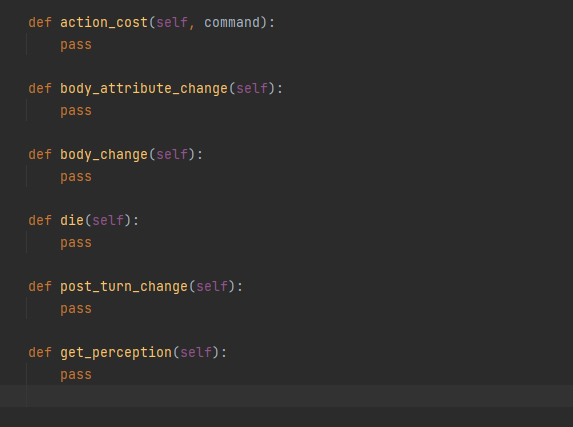 def action_cost(self, command):
pass
def body_attribute_change(self):
pass
def body_change(self):
pass
def die(self):
pass
def post_turn_change(self):
pass
def get_perception(self):
pass